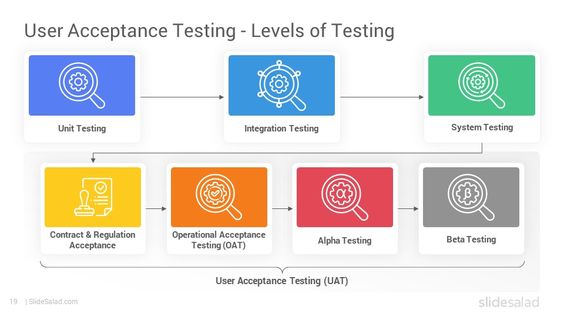 User Acceptance Testing - Levels of Testing
Unit Testing
Integration Testing
System Testing
Contract & Regulation
Acceptance
Operational Acceptance
Testing (OAT)
α
Alpha Testing
β
Beta Testing
User Acceptance Testing (UAT)
19 | SlideSalad.com
slidesalad